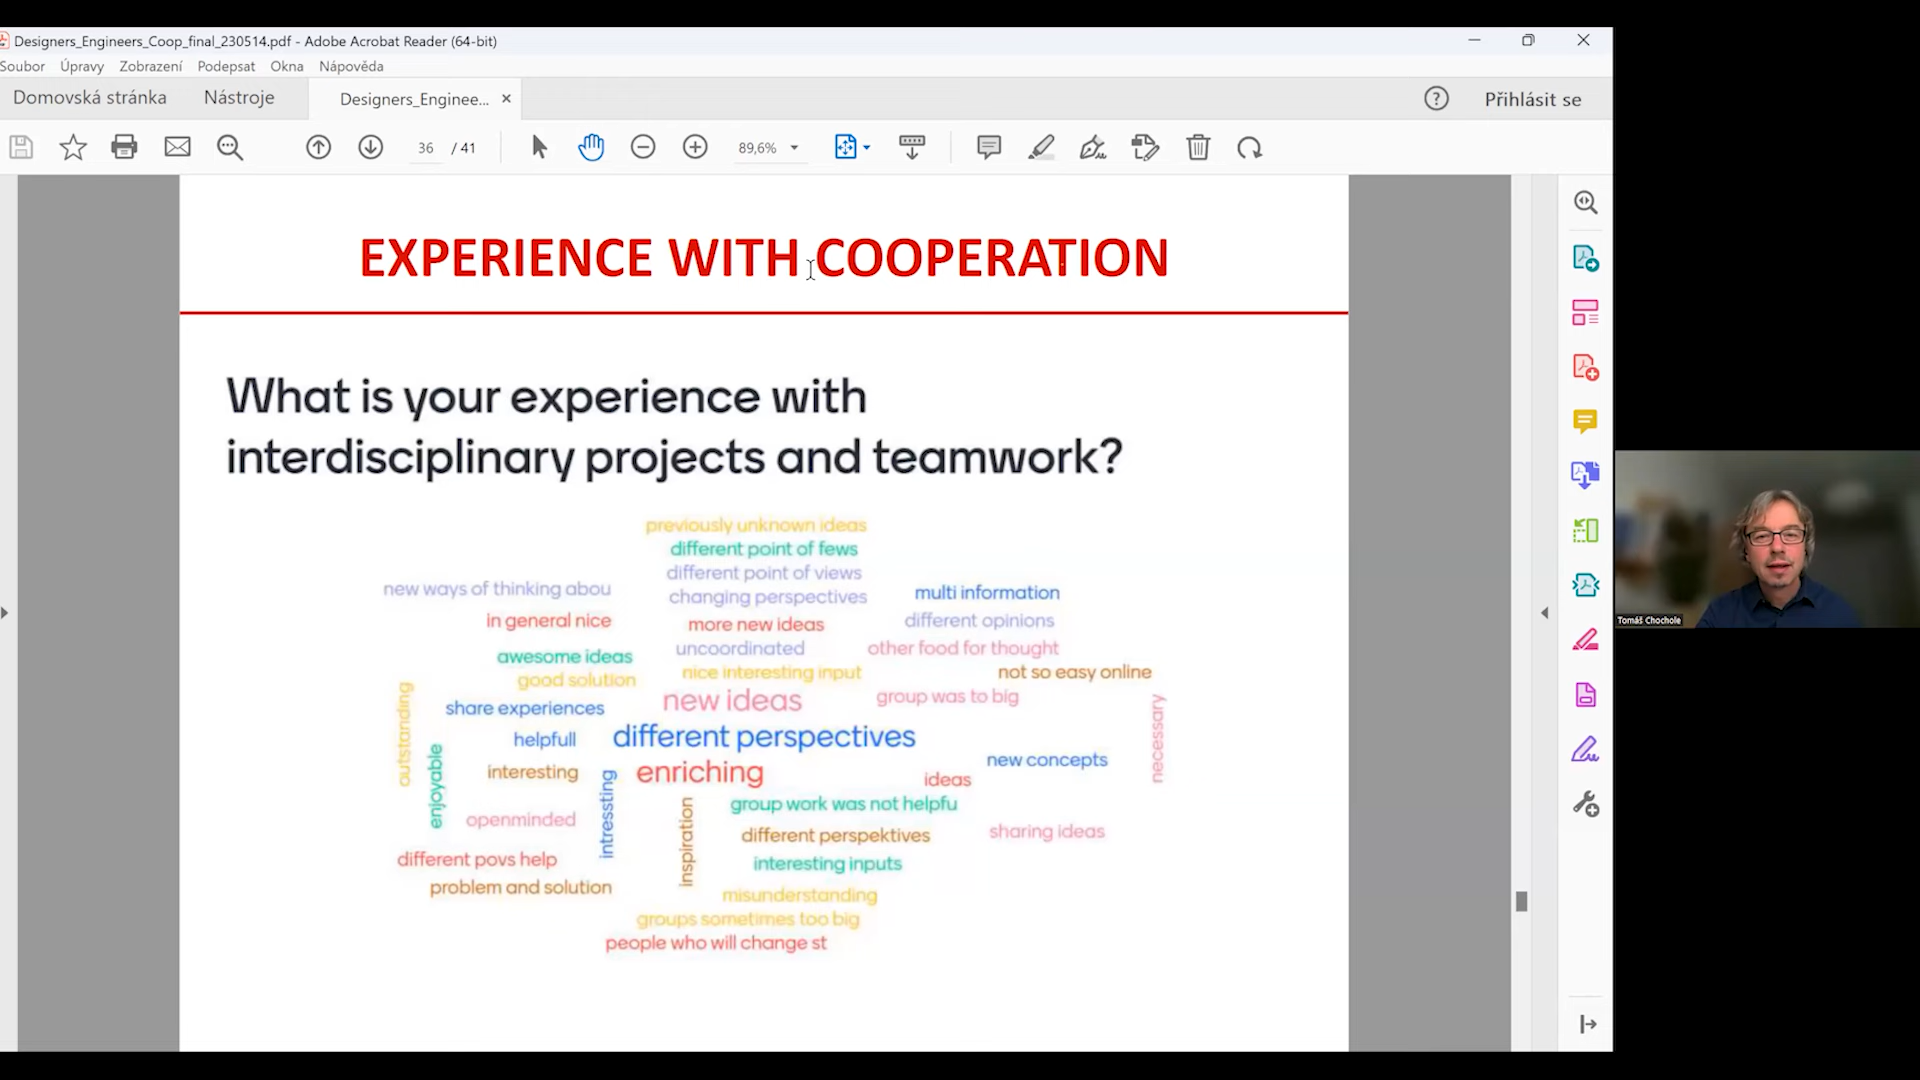 Designers_Engineers_Coop_final_230514.pdf - Adobe Acrobat Reader (64-bit)
Soubor Úpravy Zobrazení Podepsat Okna Nápověda
Domovská stránka Nástroje Designers_Enginee... Přihlásit se
36 / 41 89,6%
EXPERIENCE WITH COOPERATION
What is your experience with
interdisciplinary projects and teamwork?
previously unknown ideas
different point of fews
different point of views
new ways of thinking abou
changing perspectives
multi information
in general nice
more new ideas
different opinions
uncoordinated
other food for thought
awesome ideas
nice interesting input
not so easy online
good solution
new ideas
group was to big
outstanding
share experiences
necessary
helpfull
different perspectives
enjoyable
interesting
enriching
new concepts
ideas
intressting
group work was not helpfu
openminded
inspiration
different perspektives
sharing ideas
different povs help
interesting inputs
problem and solution
misunderstanding
groups sometimes too big
people who will change st
Tomáš Chochole